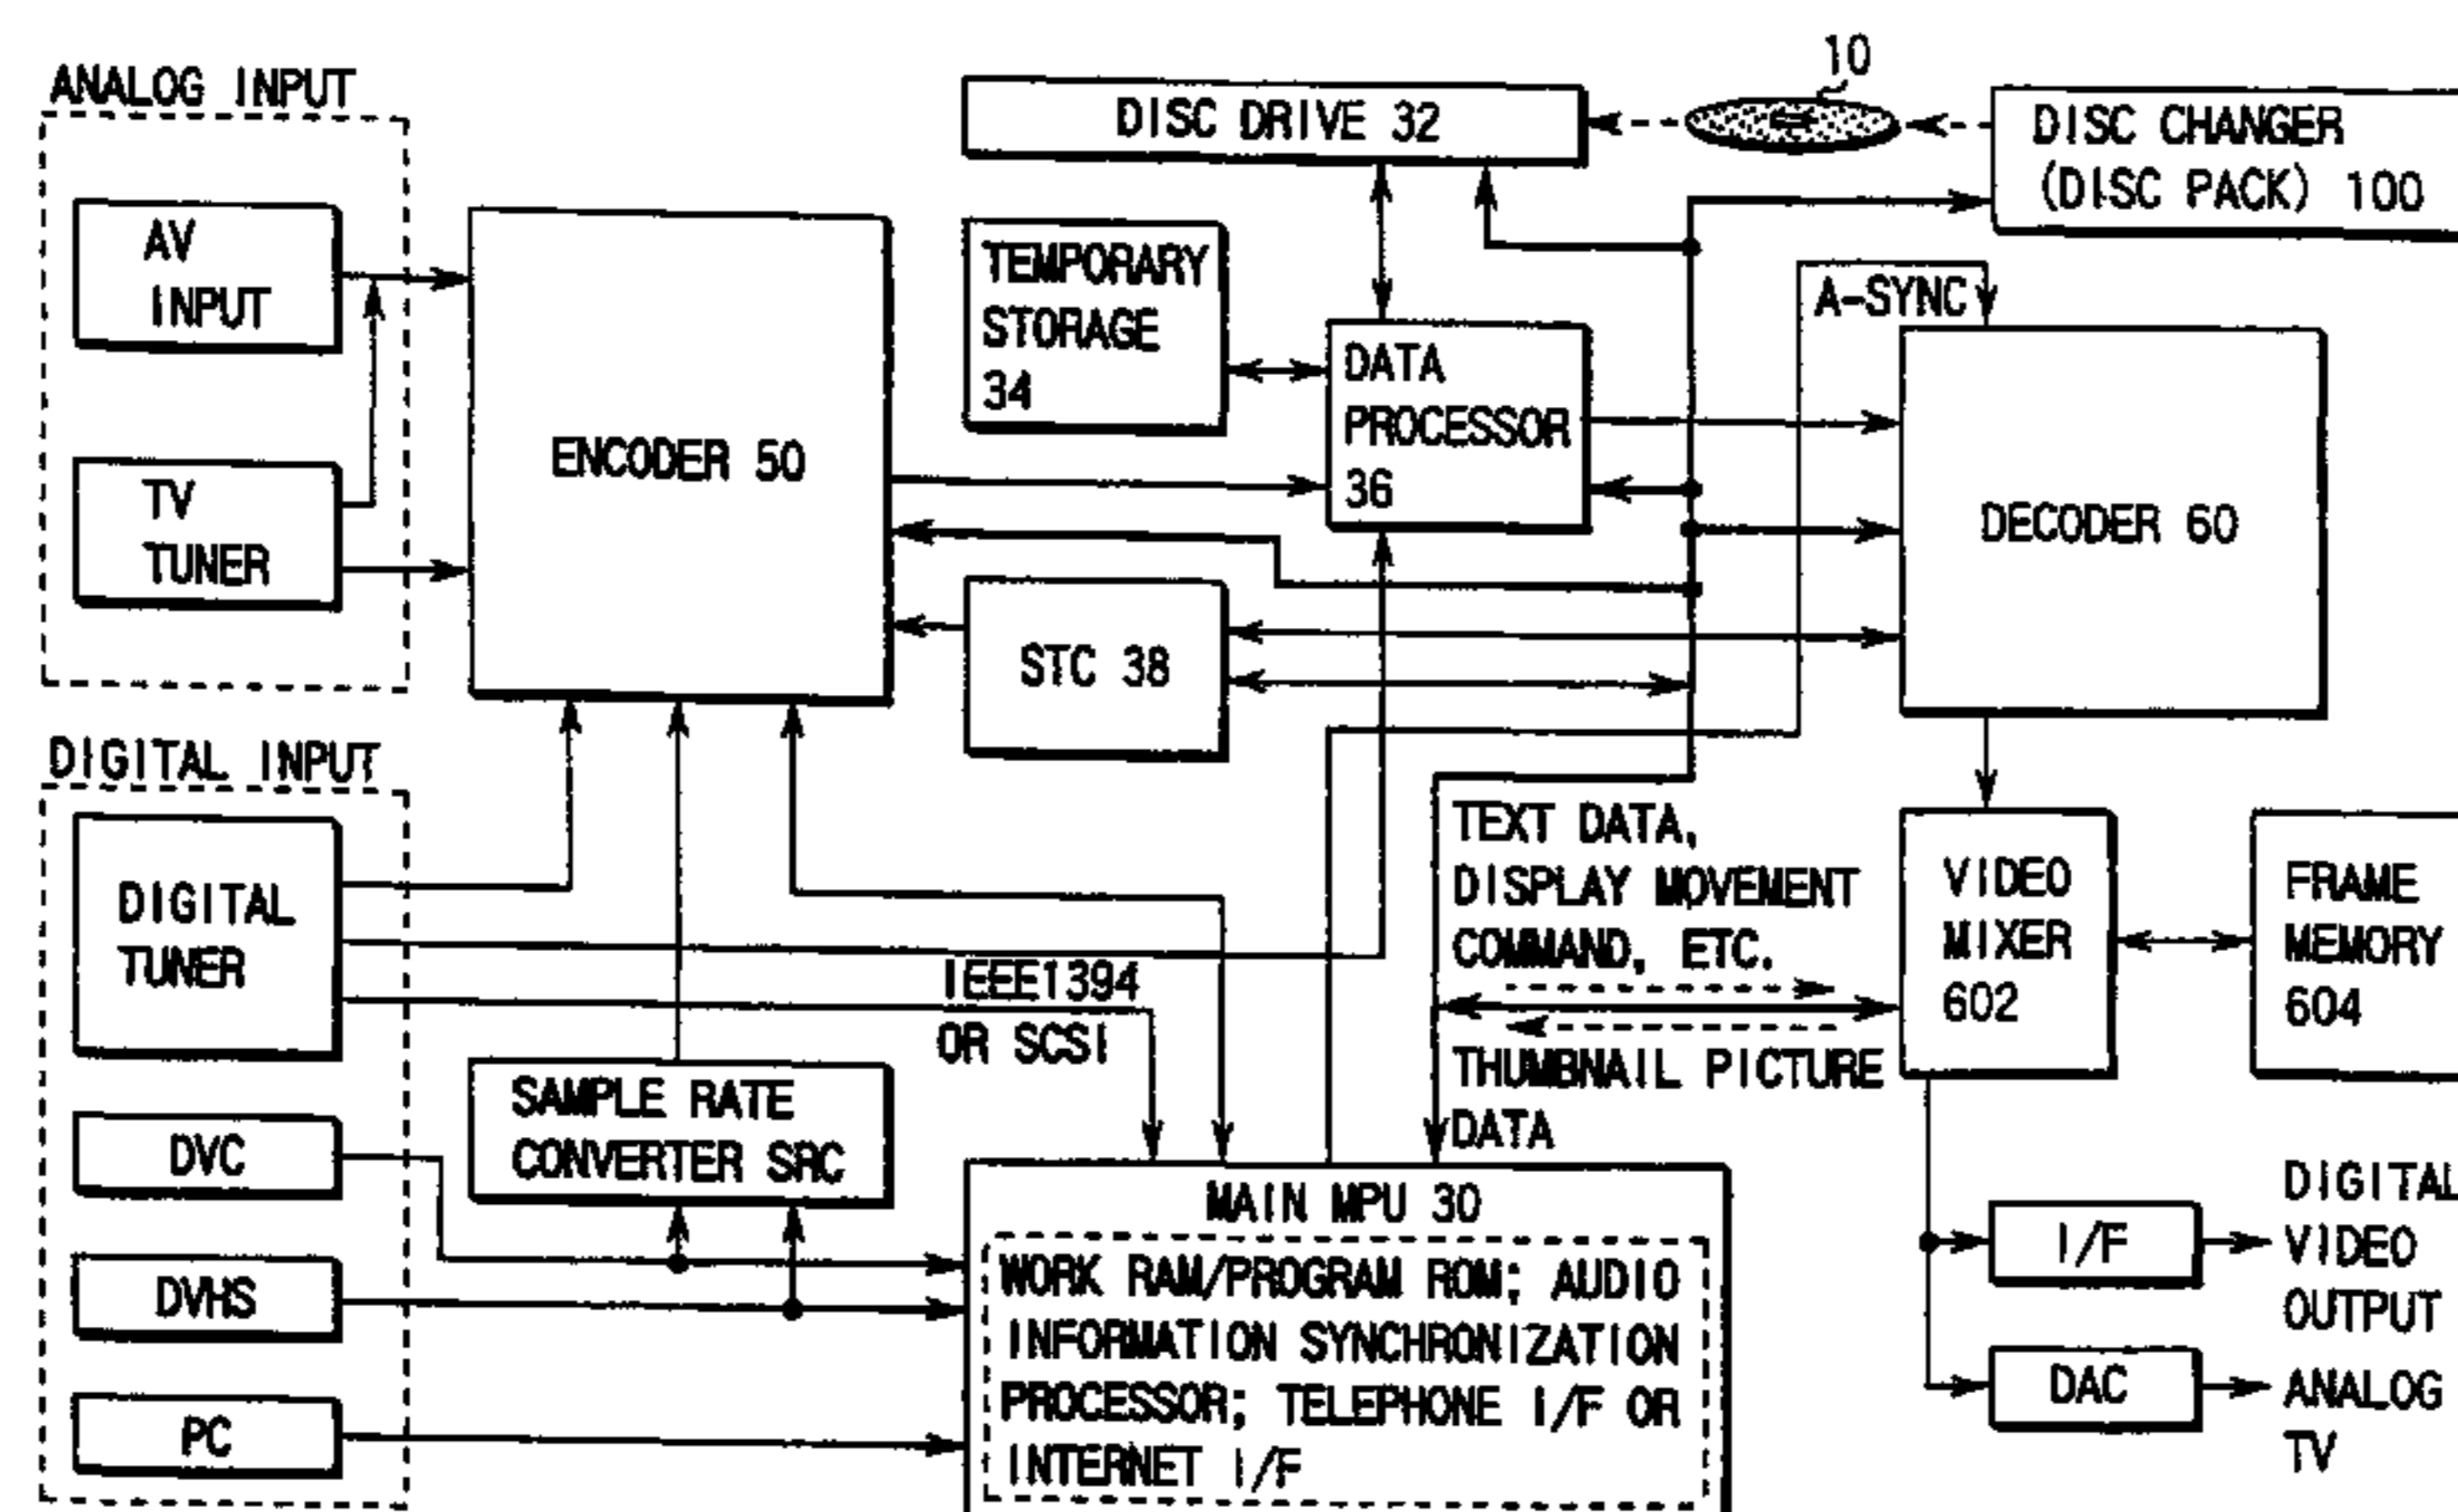 ANALOG INPUT
AV
INPUT
TV
TUNER
ENCODER 50
DISC DRIVE 32
10
DISC CHANGER
(DISC PACK) 100
TEMPORARY
STORAGE
34
DATA
PROCESSOR
36
A-SYNC
DECODER 60
STC 38
DIGITAL INPUT
DIGITAL
TUNER
DVC
DVHS
PC
IEEE1394
OR SCSI
SAMPLE RATE
CONVERTER SRC
TEXT DATA,
DISPLAY MOVEMENT
COMMAND, ETC.
THUMBNAIL PICTURE
DATA
VIDEO
MIXER
602
FRAME
MEMORY
604
MAIN MPU 30
WORK RAM/PROGRAM ROM; AUDIO
INFORMATION SYNCHRONIZATION
PROCESSOR; TELEPHONE I/F OR
INTERNET I/F
I/F
DIGITAL
VIDEO
OUTPUT
DAC
ANALOG
TV